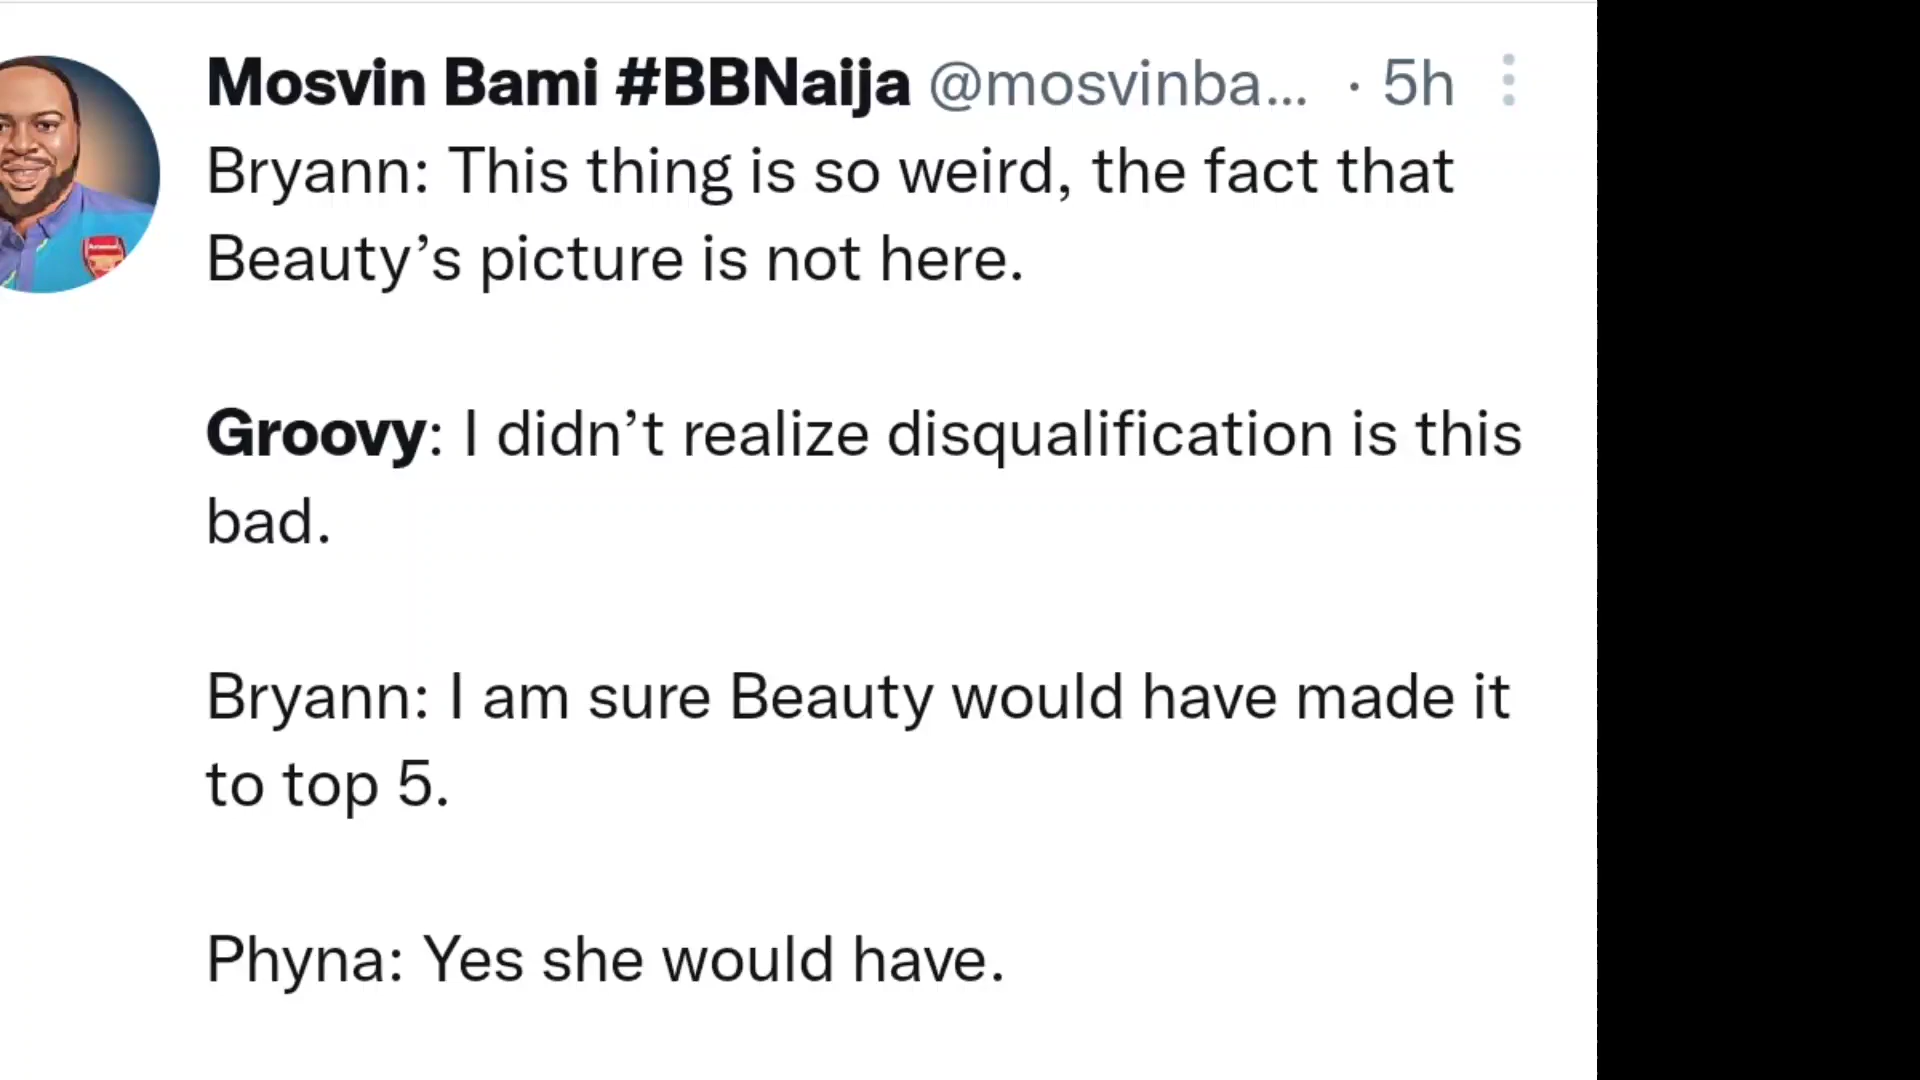 Mosvin Bami #BBNaija @mosvinba... · 5h
Bryann: This thing is so weird, the fact that
Beauty’s picture is not here.
Groovy: I didn’t realize disqualification is this
bad.
Bryann: I am sure Beauty would have made it
to top 5.
Phyna: Yes she would have.